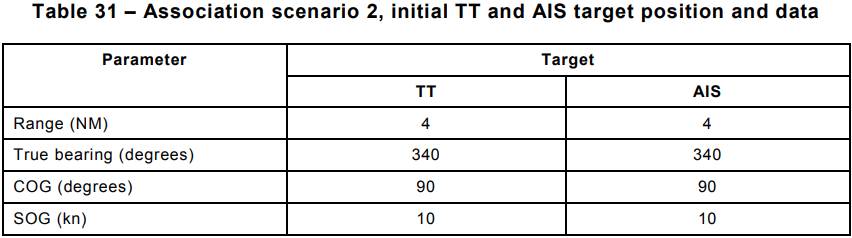 Table 31 – Association scenario 2, initial TT and AIS target position and data
Parameter Target
TT AIS
Range (NM) 4 4
True bearing (degrees) 340 340
COG (degrees) 90 90
SOG (kn) 10 10